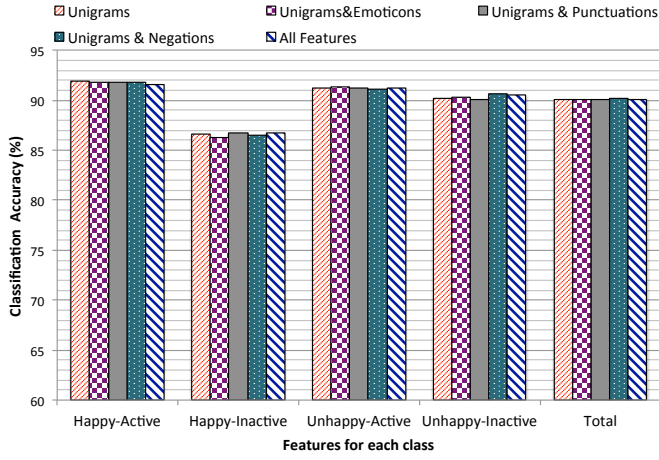 Unigrams Unigrams&Emoticons Unigrams & Punctuations
Unigrams & Negations All Features
95
90
85
80
75
70
65
60
Classification Accuracy (%)
Happy-Active Happy-Inactive Unhappy-Active Unhappy-Inactive Total
Features for each class